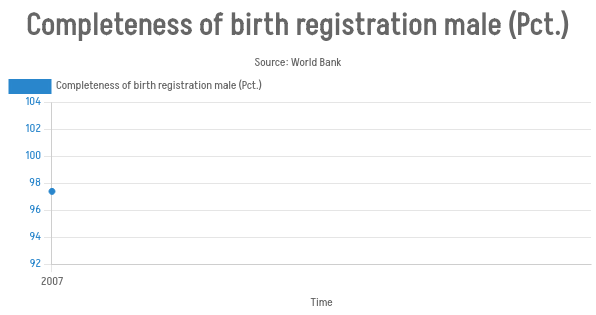 Completeness of birth registration male (Pct.)
Source: World Bank
Completeness of birth registration male (Pct.)
104
102
100
98
96
94
92
2007
Time